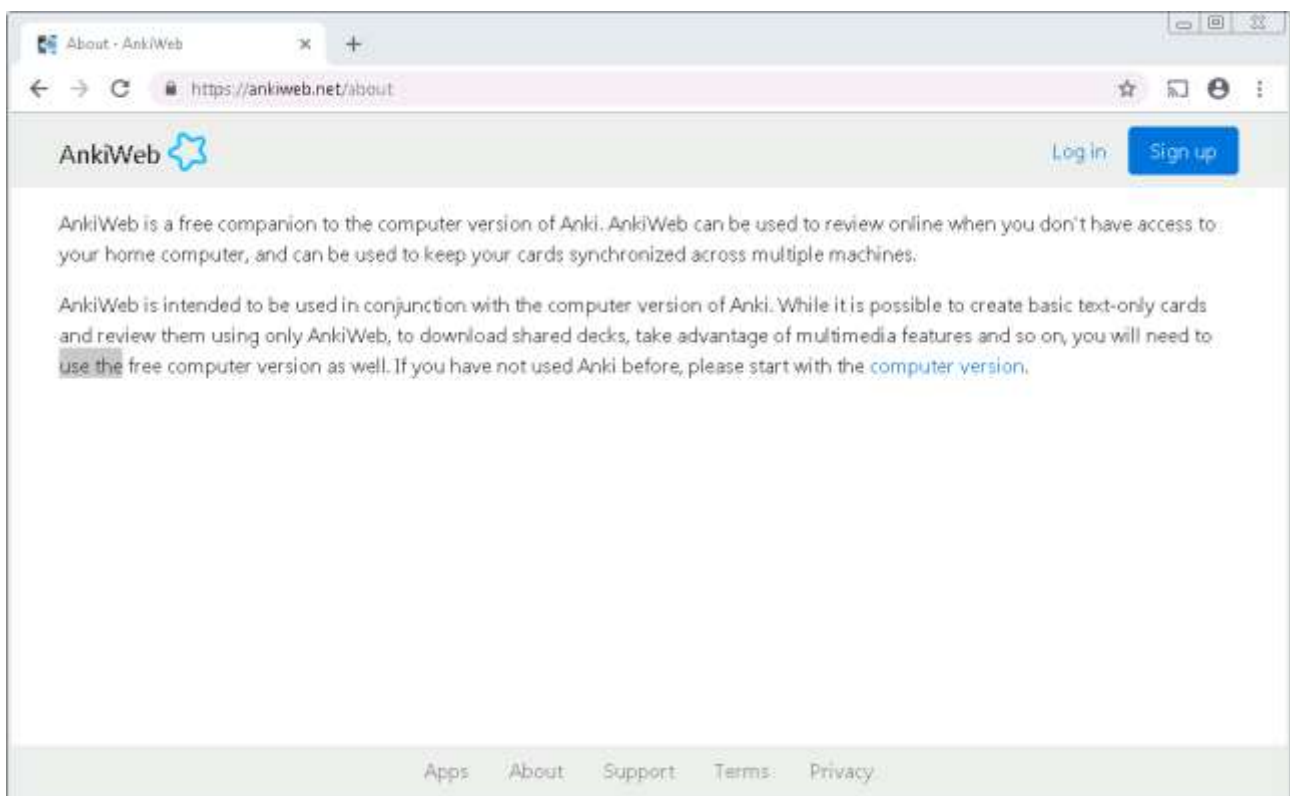 About - AnkiWeb
https://ankiweb.net/about
AnkiWeb
Log in
Sign up
AnkiWeb is a free companion to the computer version of Anki. AnkiWeb can be used to review online when you don't have access to
your home computer, and can be used to keep your cards synchronized across multiple machines.
AnkiWeb is intended to be used in conjunction with the computer version of Anki. While it is possible to create basic text-only cards
and review them using only AnkiWeb, to download shared decks, take advantage of multimedia features and so on, you will need to
use the free computer version as well. If you have not used Anki before, please start with the computer version.
Apps About Support Terms Privacy